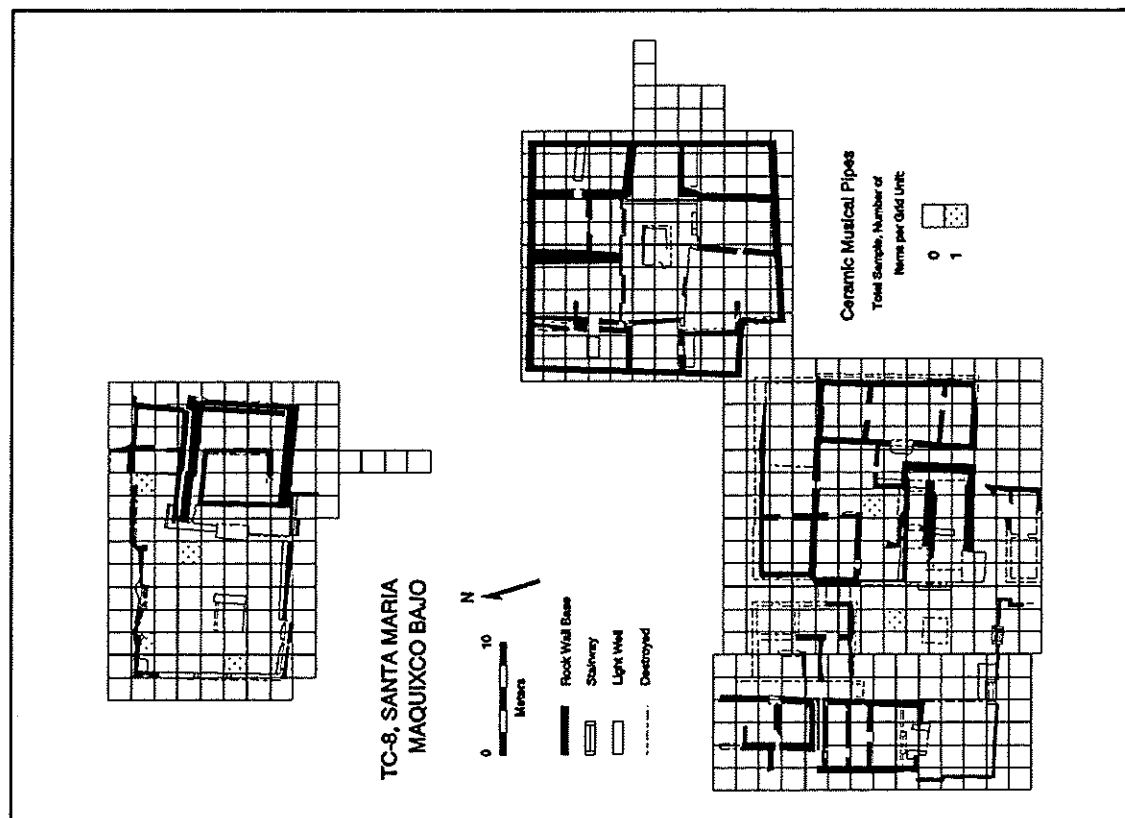 TC-8, SANTA MARIA
MAQUIXCO BAJO
N
0 10
Meters
Rock Wall Base
Stairway
Light Well
Destroyed
Ceramic Musical Pipes
Total Sample, Number of
Items per Grid Unit:
0
1